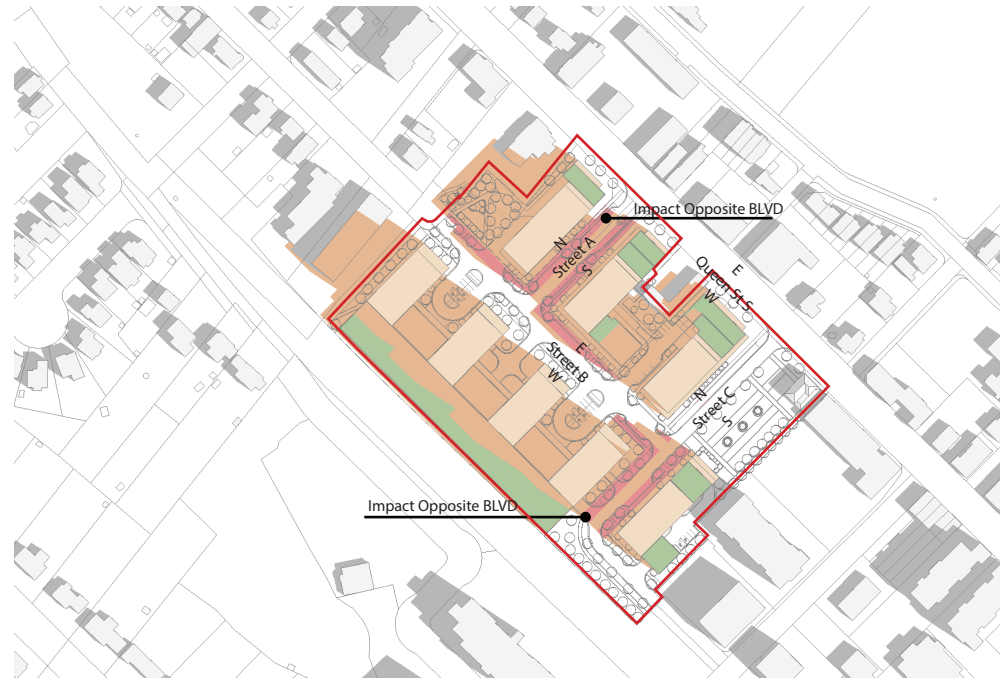 Impact Opposite BLVD
N
Street A
S
E
Queen St S
W
E
Street B
W
N
Street C
S
Impact Opposite BLVD